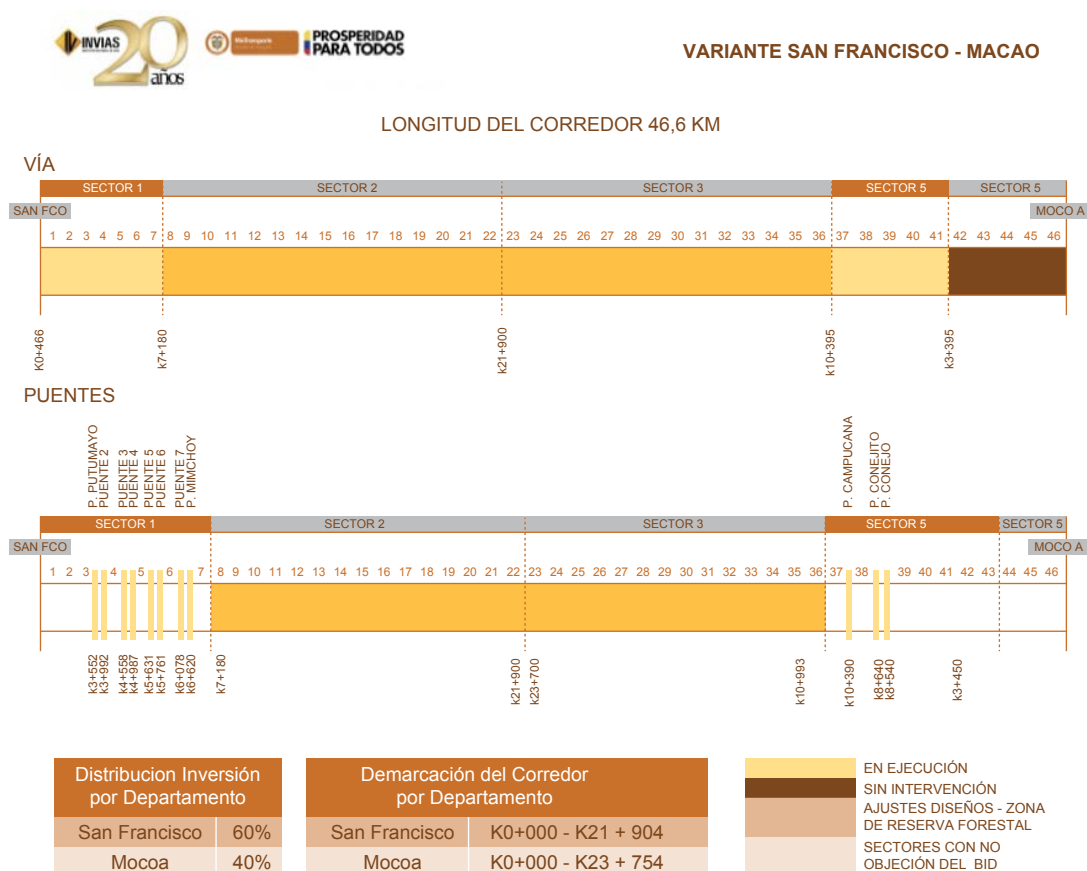 INVIAS
20
años
MinTransporte
PROSPERIDAD
PARA TODOS
VARIANTE SAN FRANCISCO - MACAO
LONGITUD DEL CORREDOR 46,6 KM
VÍA
SECTOR 1 SECTOR 2 SECTOR 3 SECTOR 5 SECTOR 5
SAN FCO MOCO A
1 2 3 4 5 6 7 8 9 10 11 12 13 14 15 16 17 18 19 20 21 22 23 24 25 26 27 28 29 30 31 32 33 34 35 36 37 38 39 40 41 42 43 44 45 46
K0+466 k7+180 k21+900 k10+395 k3+395
PUENTES
P. PUTUMAYO
PUENTE 2
PUENTE 3
PUENTE 4
PUENTE 5
PUENTE 6
PUENTE 7
P. MIMCHOY
P. CAMPUCANA
P. CONEJITO
P. CONEJO
SECTOR 1 SECTOR 2 SECTOR 3 SECTOR 5 SECTOR 5
SAN FCO MOCO A
1 2 3 4 5 6 7 8 9 10 11 12 13 14 15 16 17 18 19 20 21 22 23 24 25 26 27 28 29 30 31 32 33 34 35 36 37 38 39 40 41 42 43 44 45 46
k3+552
k3+992
k4+558
k4+987
k5+631
k5+761
k6+078
k6+620
k7+180
k21+900
k23+700
k10+993
k10+390
k8+640
k8+540
k3+450
Distribucion Inversión
por Departamento
San Francisco 60%
Mocoa 40%
Demarcación del Corredor
por Departamento
San Francisco K0+000 - K21 + 904
Mocoa K0+000 - K23 + 754
EN EJECUCIÓN
SIN INTERVENCIÓN
AJUSTES DISEÑOS - ZONA
DE RESERVA FORESTAL
SECTORES CON NO
OBJECIÓN DEL BID